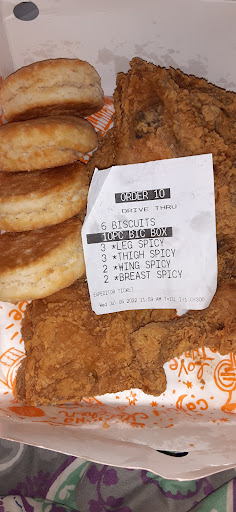 ORDER 10
DRIVE THRU
6 BISCUITS
10PC BIG BOX
3 *LEG SPICY
3 *THIGH SPICY
2 *WING SPICY
2 *BREAST SPICY
EXPEDITOR TICKET
Love